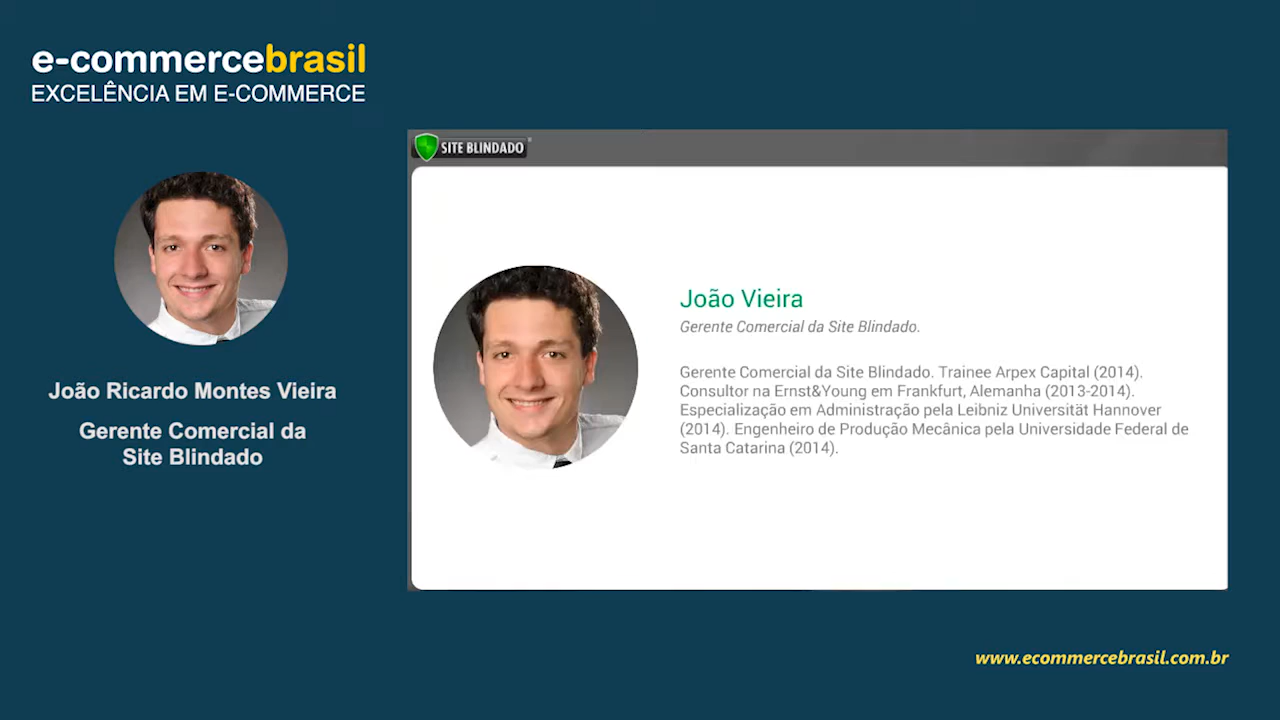 e-commercebrasil
EXCELÊNCIA EM E-COMMERCE
SITE BLINDADO
João Ricardo Montes Vieira
Gerente Comercial da
Site Blindado
João Vieira
Gerente Comercial da Site Blindado.
Gerente Comercial da Site Blindado. Trainee Arpex Capital (2014).
Consultor na Ernst&Young em Frankfurt, Alemanha (2013-2014).
Especialização em Administração pela Leibniz Universität Hannover
(2014). Engenheiro de Produção Mecânica pela Universidade Federal de
Santa Catarina (2014).
www.ecommercebrasil.com.br